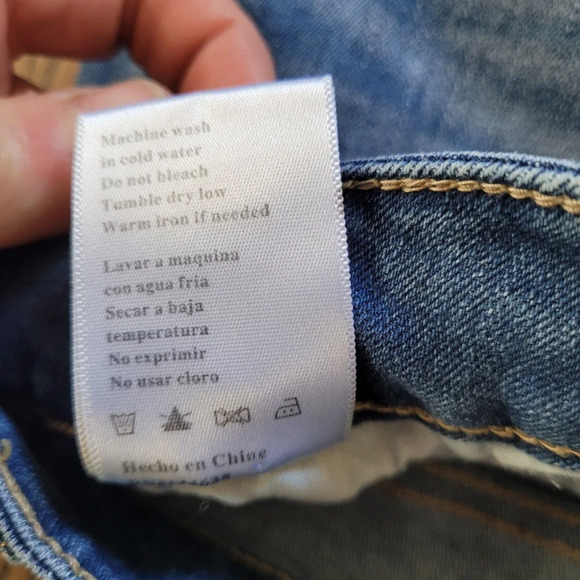 Machine wash
in cold water
Do not bleach
Tumble dry low
Warm iron if needed
Lavar a maquina
con agua fria
Secar a baja
temperatura
No exprimir
No usar cloro
Hecho en Chine